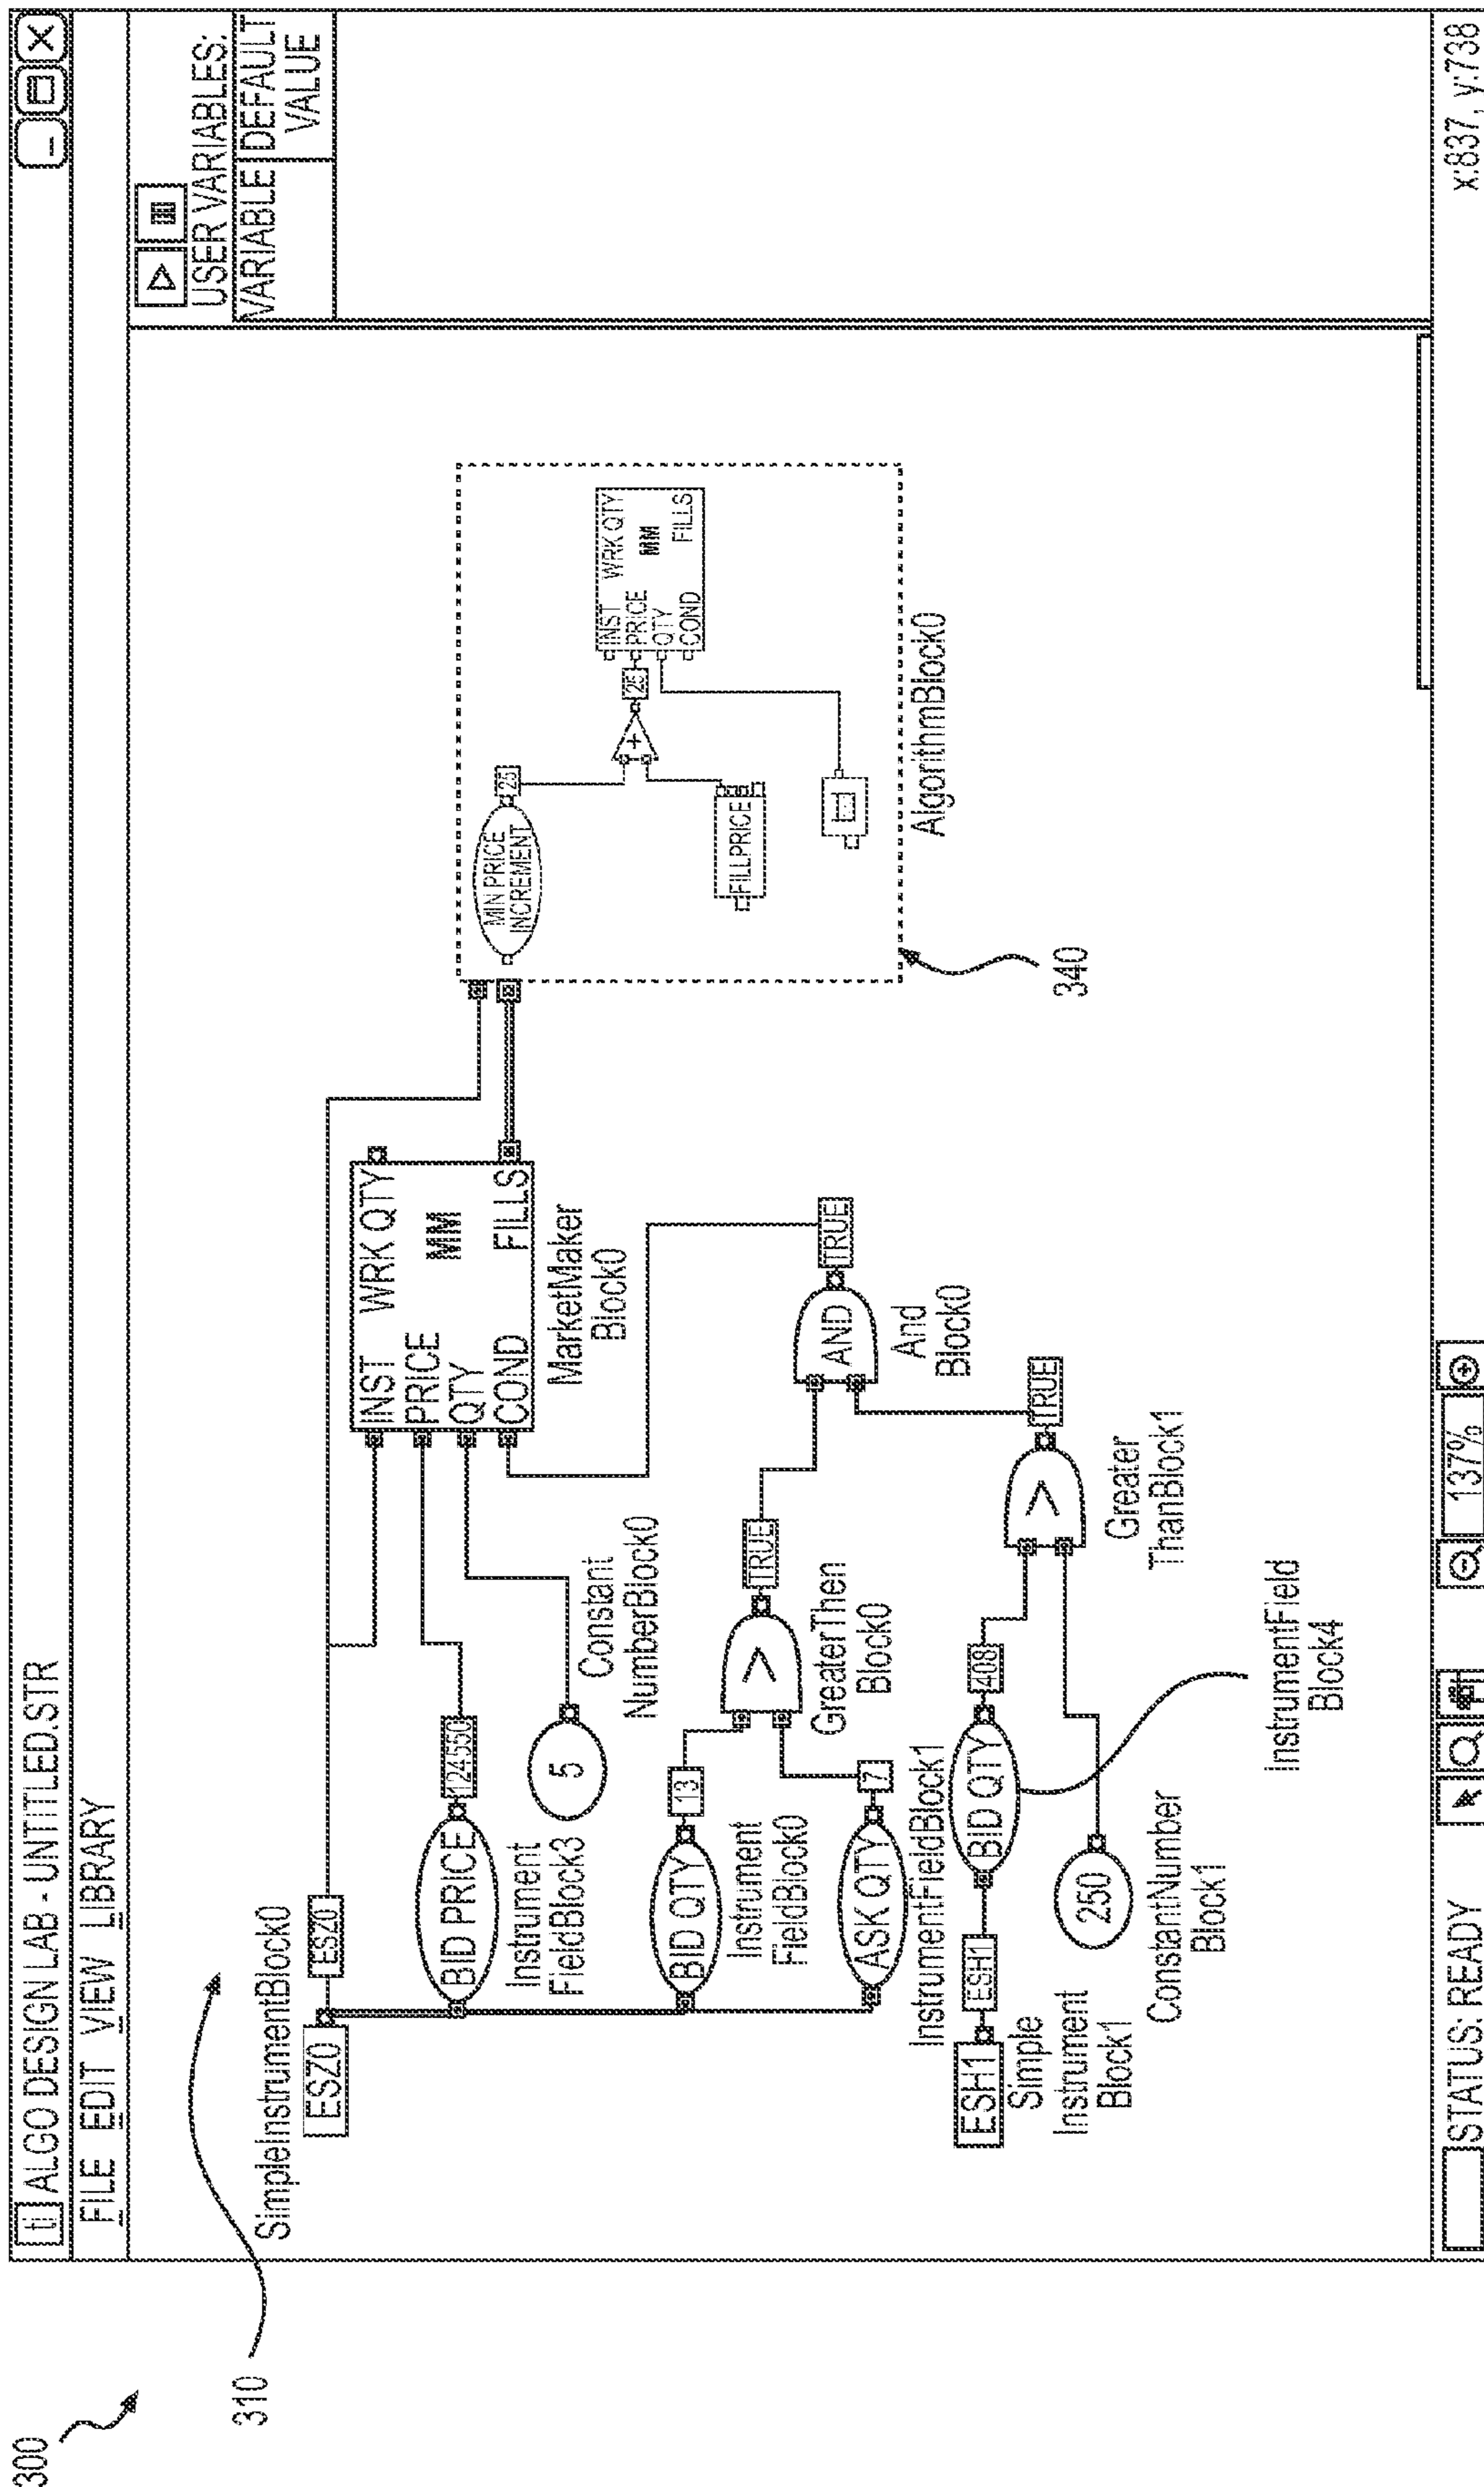 300
310
ti ALGO DESIGN LAB - UNTITLED.STR
FILE EDIT VIEW LIBRARY
USER VARIABLES:
VARIABLE
DEFAULT
VALUE
SimpleInstrumentBlock0
ESZ0
ESZ0
BID PRICE
124550
Instrument
FieldBlock3
5
Constant
NumberBlock0
INST
WRK QTY
PRICE
MM
QTY
COND
FILLS
MarketMaker
Block0
BID QTY
13
Instrument
FieldBlock0
ASK QTY
7
InstrumentFieldBlock1
>
TRUE
GreaterThen
Block0
AND
TRUE
And
Block0
ESH1
ESH1
Simple
Instrument
Block1
BID QTY
408
250
ConstantNumber
Block1
>
TRUE
Greater
ThanBlock1
InstrumentField
Block4
MIN PRICE
INCREMENT
25
+
25
FILLPRICE
INST
WRK QTY
PRICE
MM
QTY
COND
FILLS
AlgorithmBlock0
340
STATUS: READY
137%
x:837, y:738